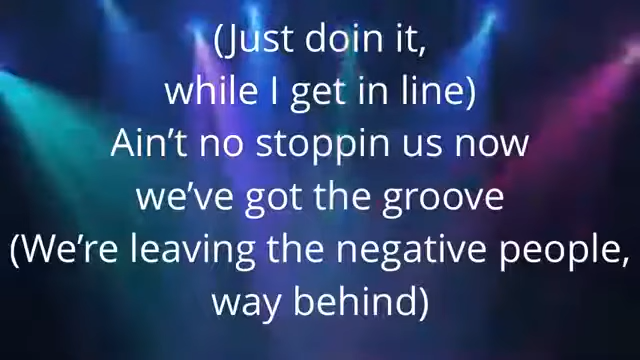 (Just doin it,
while I get in line)
Ain’t no stoppin us now
we’ve got the groove
(We’re leaving the negative people,
way behind)